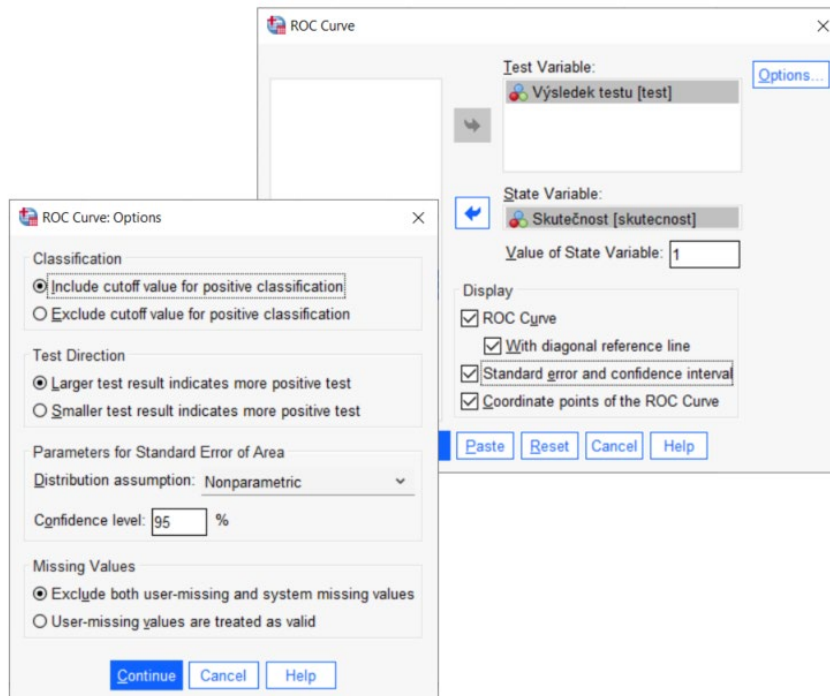 ROC Curve
Test Variable:
Výsledek testu [test]
Options...
State Variable:
Skutečnost [skutecnost]
Value of State Variable: 1
Display
ROC Curve
With diagonal reference line
Standard error and confidence interval
Coordinate points of the ROC Curve
Paste Reset Cancel Help
ROC Curve: Options
Classification
Include cutoff value for positive classification
Exclude cutoff value for positive classification
Test Direction
Larger test result indicates more positive test
Smaller test result indicates more positive test
Parameters for Standard Error of Area
Distribution assumption: Nonparametric
Confidence level: 95 %
Missing Values
Exclude both user-missing and system missing values
User-missing values are treated as valid
Continue Cancel Help